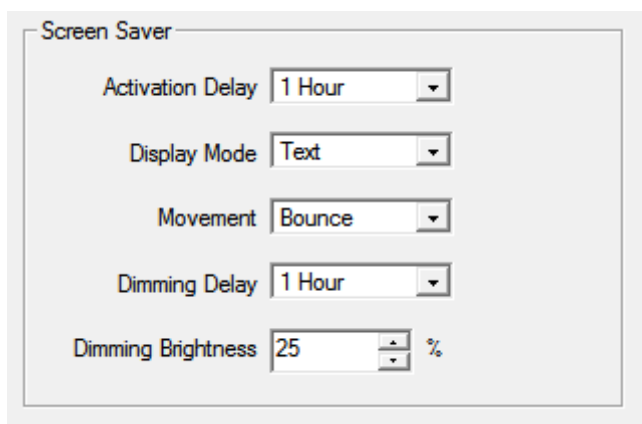 Screen Saver
Activation Delay 1 Hour
Display Mode Text
Movement Bounce
Dimming Delay 1 Hour
Dimming Brightness 25 %